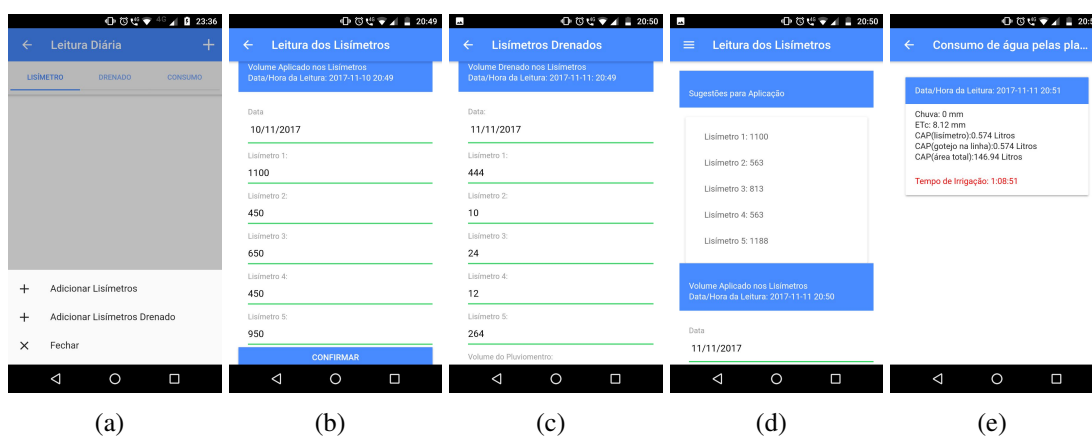 23:36
Leitura Diária
LISÍMETRO DRENADO CONSUMO
Adicionar Lisímetros
Adicionar Lisímetros Drenado
Fechar
(a)
20:49
Leitura dos Lisímetros
Volume Aplicado nos Lisímetros
Data/Hora da Leitura: 2017-11-10 20:49
Data
10/11/2017
Lisímetro 1:
1100
Lisímetro 2:
450
Lisímetro 3:
650
Lisímetro 4:
450
Lisímetro 5:
950
CONFIRMAR
(b)
20:50
Lisímetros Drenados
Volume Drenado nos Lisímetros
Data/Hora da Leitura: 2017-11-11: 20:49
Data:
11/11/2017
Lisímetro 1:
444
Lisímetro 2:
10
Lisímetro 3:
24
Lisímetro 4:
12
Lisímetro 5:
264
Volume do Pluviomentro:
(c)
20:50
Leitura dos Lisímetros
Sugestões para Aplicação
Lisímetro 1: 1100
Lisímetro 2: 563
Lisímetro 3: 813
Lisímetro 4: 563
Lisímetro 5: 1188
Volume Aplicado nos Lisímetros
Data/Hora da Leitura: 2017-11-11 20:50
Data
11/11/2017
(d)
Consumo de água pelas pla...
Data/Hora da Leitura: 2017-11-11 20:51
Chuva: 0 mm
ETc: 8.12 mm
CAP(lisímetro):0.574 Litros
CAP(gotejo na linha):0.574 Litros
CAP(área total):146.94 Litros
Tempo de Irrigação: 1:08:51
(e)